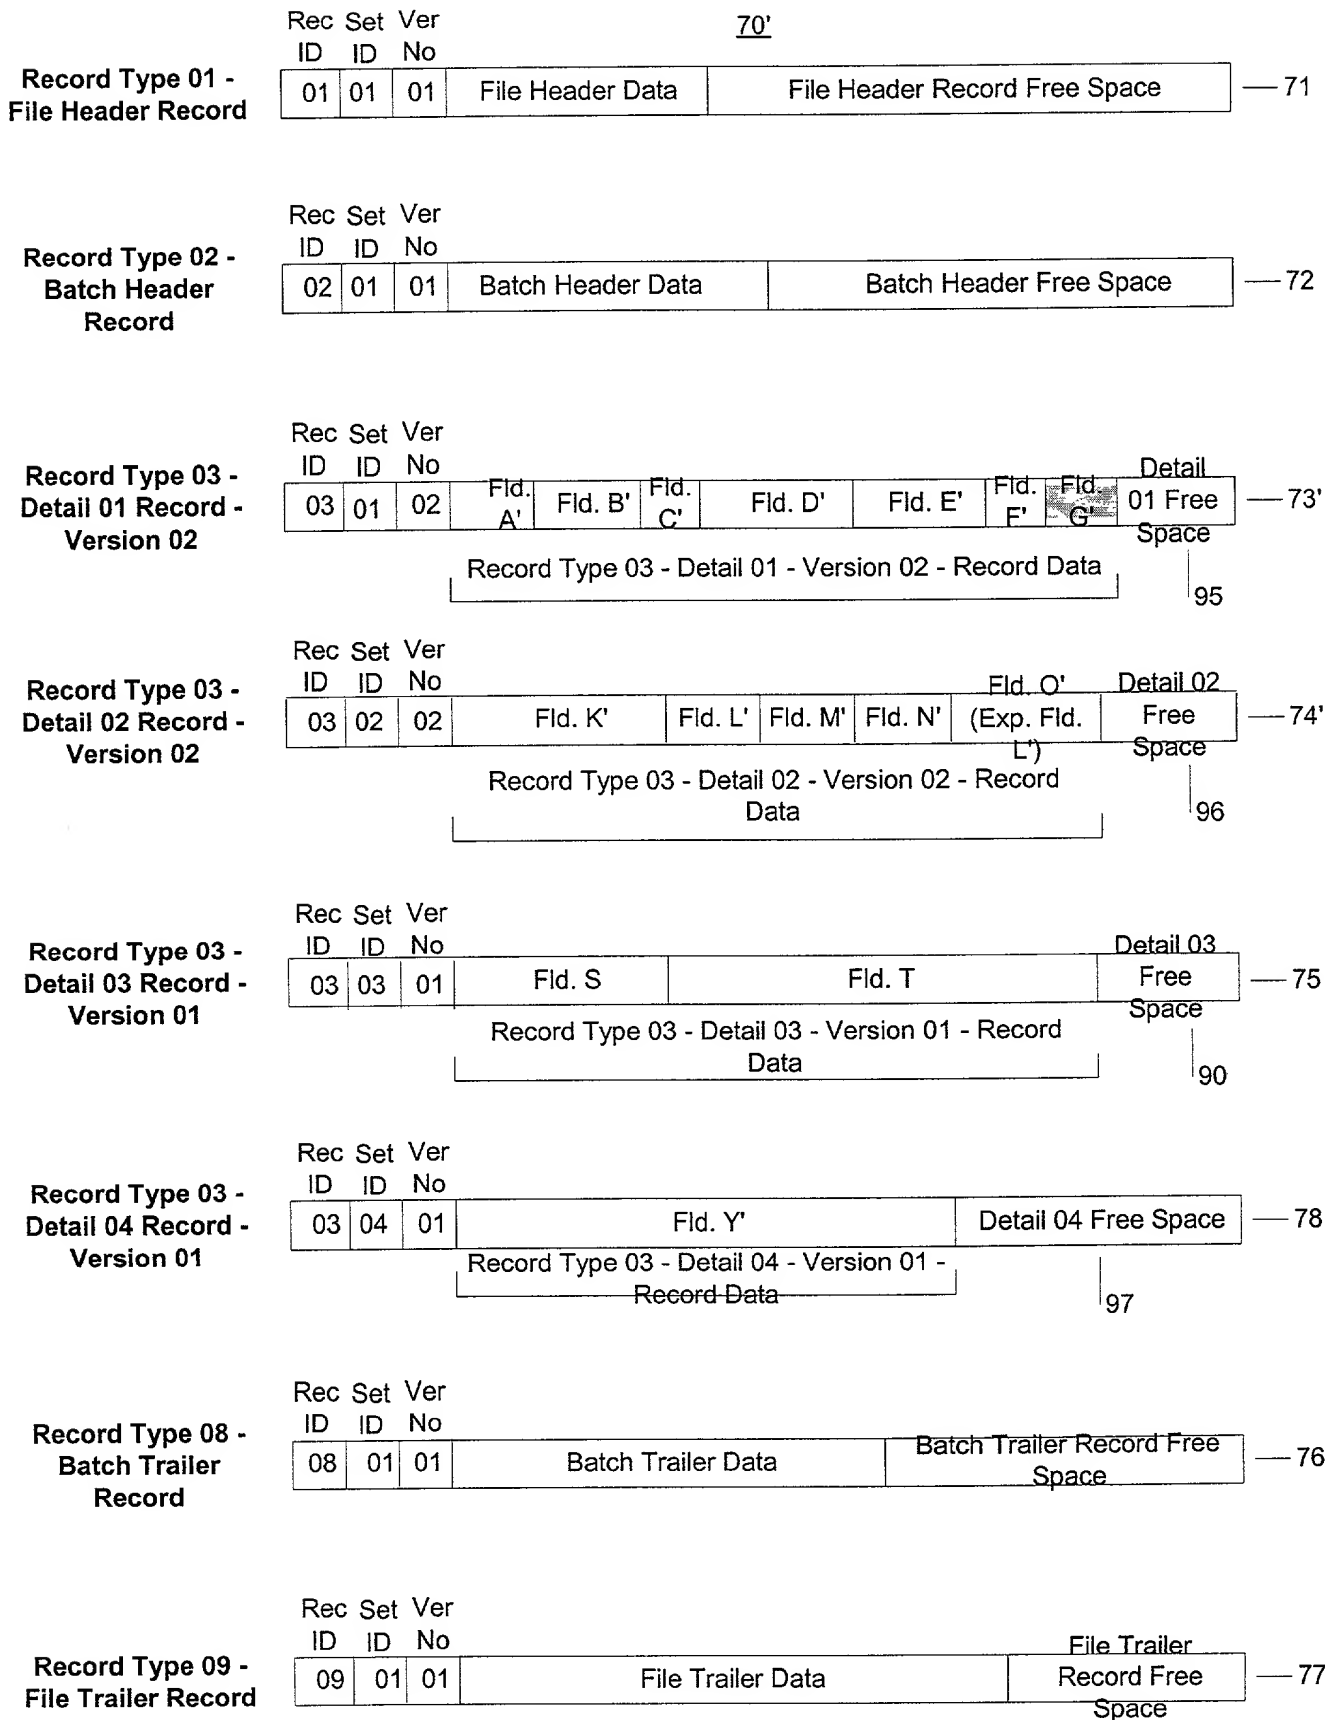 70'
Rec Set Ver
ID ID No
Record Type 01 -
File Header Record
01 01 01 File Header Data File Header Record Free Space 71
Rec Set Ver
ID ID No
Record Type 02 -
Batch Header
Record
02 01 01 Batch Header Data Batch Header Free Space 72
Rec Set Ver
ID ID No
Record Type 03 -
Detail 01 Record -
Version 02
03 01 02 Fld. A' Fld. B' Fld. C' Fld. D' Fld. E' Fld. F' Fld. G' Detail 01 Free Space 73'
Record Type 03 - Detail 01 - Version 02 - Record Data
95
Rec Set Ver
ID ID No
Record Type 03 -
Detail 02 Record -
Version 02
03 02 02 Fld. K' Fld. L' Fld. M' Fld. N' Fld. O' (Exp. Fld. L') Detail 02 Free Space 74'
Record Type 03 - Detail 02 - Version 02 - Record
Data
96
Rec Set Ver
ID ID No
Record Type 03 -
Detail 03 Record -
Version 01
03 03 01 Fld. S Fld. T Detail 03 Free Space 75
Record Type 03 - Detail 03 - Version 01 - Record
Data
90
Rec Set Ver
ID ID No
Record Type 03 -
Detail 04 Record -
Version 01
03 04 01 Fld. Y' Detail 04 Free Space 78
Record Type 03 - Detail 04 - Version 01 -
Record Data
97
Rec Set Ver
ID ID No
Record Type 08 -
Batch Trailer
Record
08 01 01 Batch Trailer Data Batch Trailer Record Free Space 76
Rec Set Ver
ID ID No
Record Type 09 -
File Trailer Record
09 01 01 File Trailer Data File Trailer Record Free Space 77